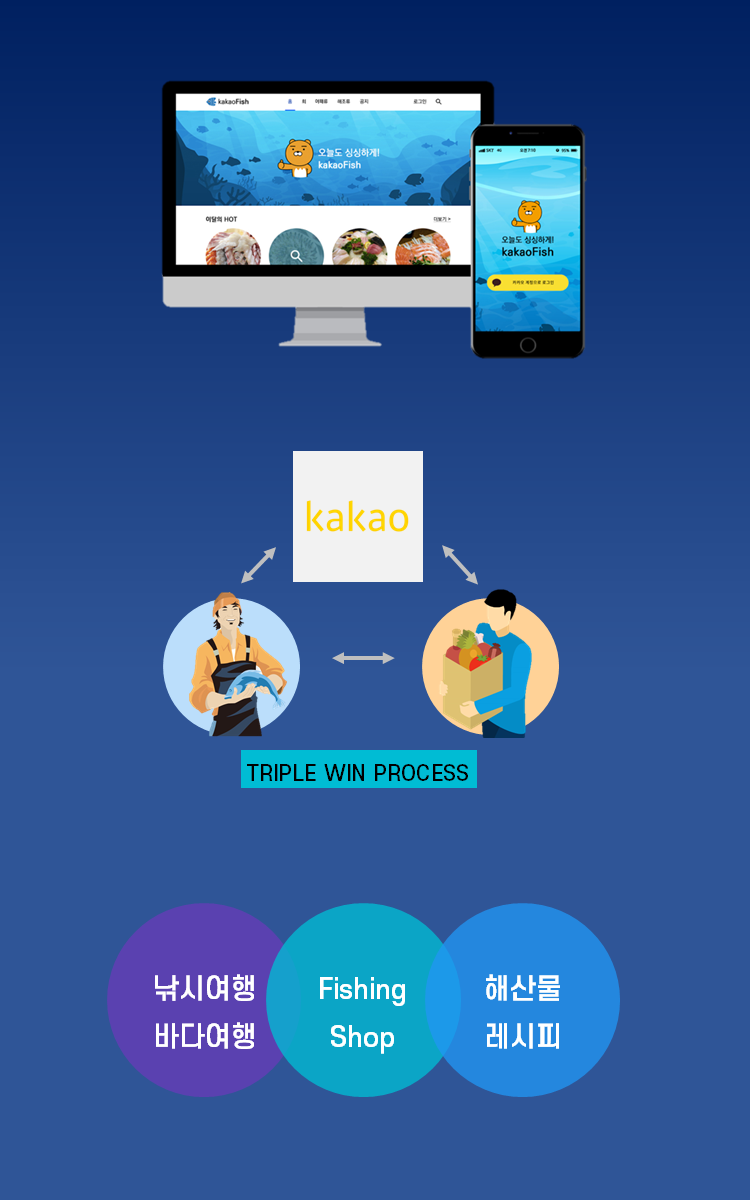 kakaoFish
홈 회 어패류 해조류 공지
로그인
오늘도 싱싱하게!
kakaoFish
이달의 HOT
더보기 >
SKT 4G
오전7:10
95%
오늘도 싱싱하게!
kakaoFish
카카오 계정으로 로그인
kakao
TRIPLE WIN PROCESS
낚시여행
바다여행
Fishing
Shop
해산물
레시피